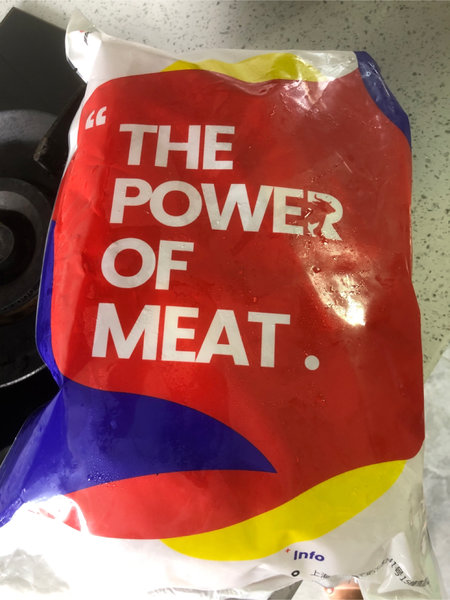 “
THE
POWER
OF
MEAT.
Info